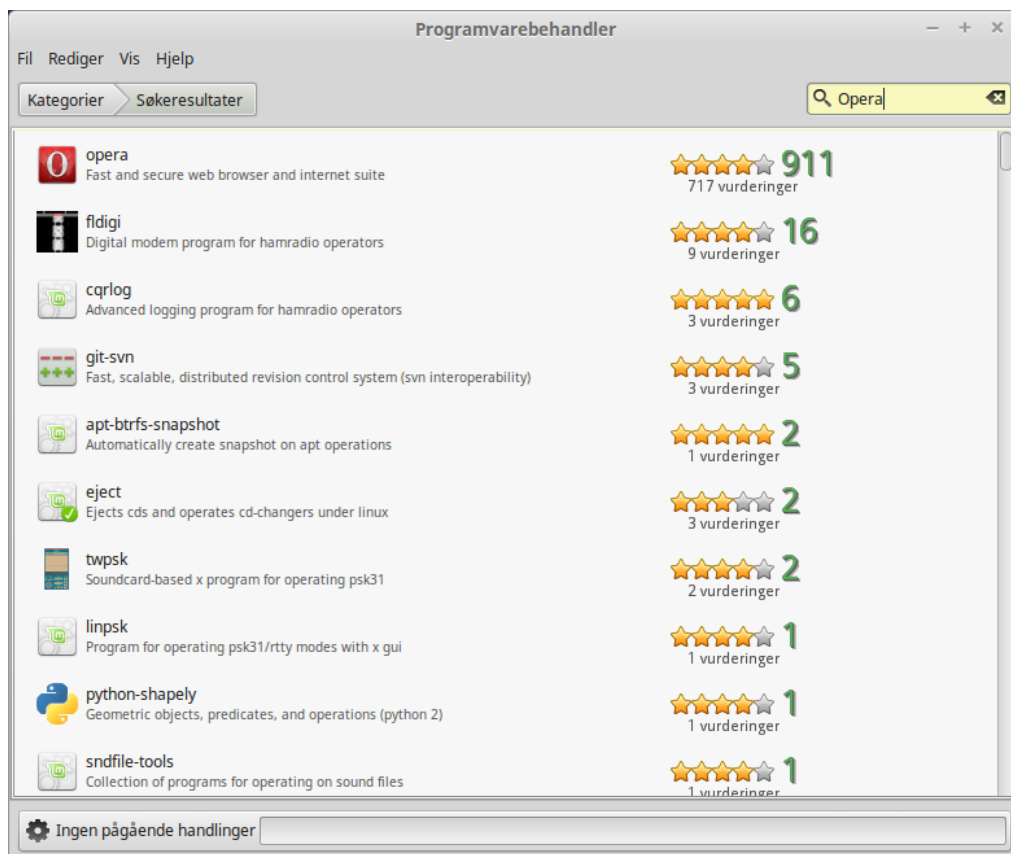 Programvarebehandler
Fil Rediger Vis Hjelp
Kategorier Søkeresultater Opera
opera
Fast and secure web browser and internet suite
911
717 vurderinger
fldigi
Digital modem program for hamradio operators
16
9 vurderinger
cqrlog
Advanced logging program for hamradio operators
6
3 vurderinger
git-svn
Fast, scalable, distributed revision control system (svn interoperability)
5
3 vurderinger
apt-btrfs-snapshot
Automatically create snapshot on apt operations
2
1 vurderinger
eject
Ejects cds and operates cd-changers under linux
2
3 vurderinger
twpsk
Soundcard-based x program for operating psk31
2
2 vurderinger
linpsk
Program for operating psk31/rtty modes with x gui
1
1 vurderinger
python-shapely
Geometric objects, predicates, and operations (python 2)
1
1 vurderinger
sndfile-tools
Collection of programs for operating on sound files
1
1 vurderinger
Ingen pågående handlinger